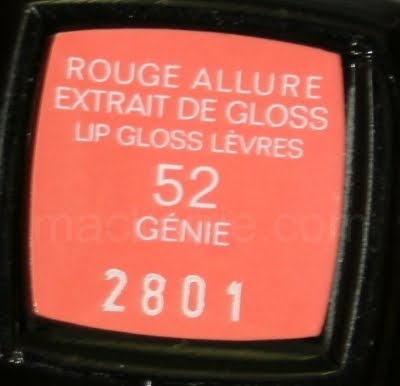 ROUGE ALLURE
EXTRAIT DE GLOSS
LIP GLOSS LÈVRES
52
GÉNIE
2801